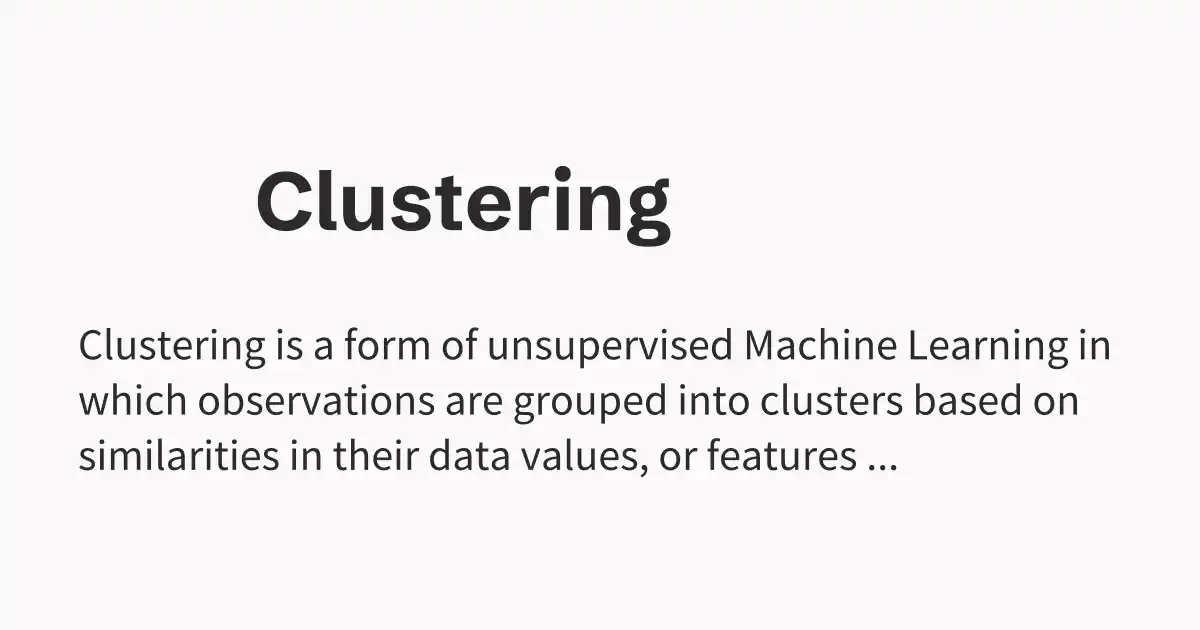 Clustering
Clustering is a form of unsupervised Machine Learning in
which observations are grouped into clusters based on
similarities in their data values, or features ...